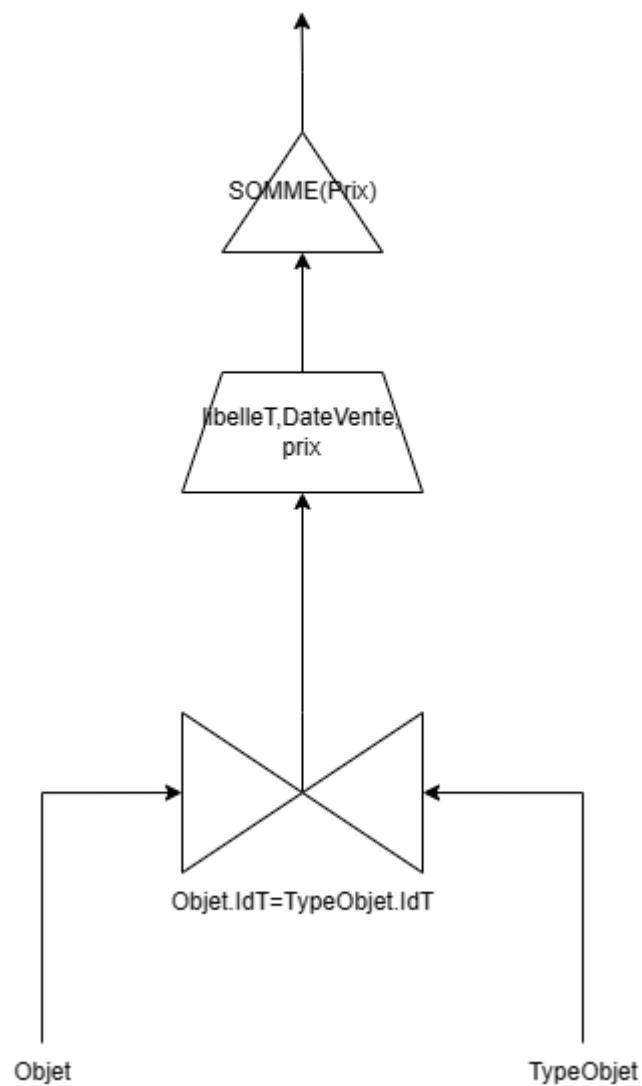 SOMME(Prix)
libelleT,DateVente,
prix
Objet.IdT=TypeObjet.IdT
Objet
TypeObjet